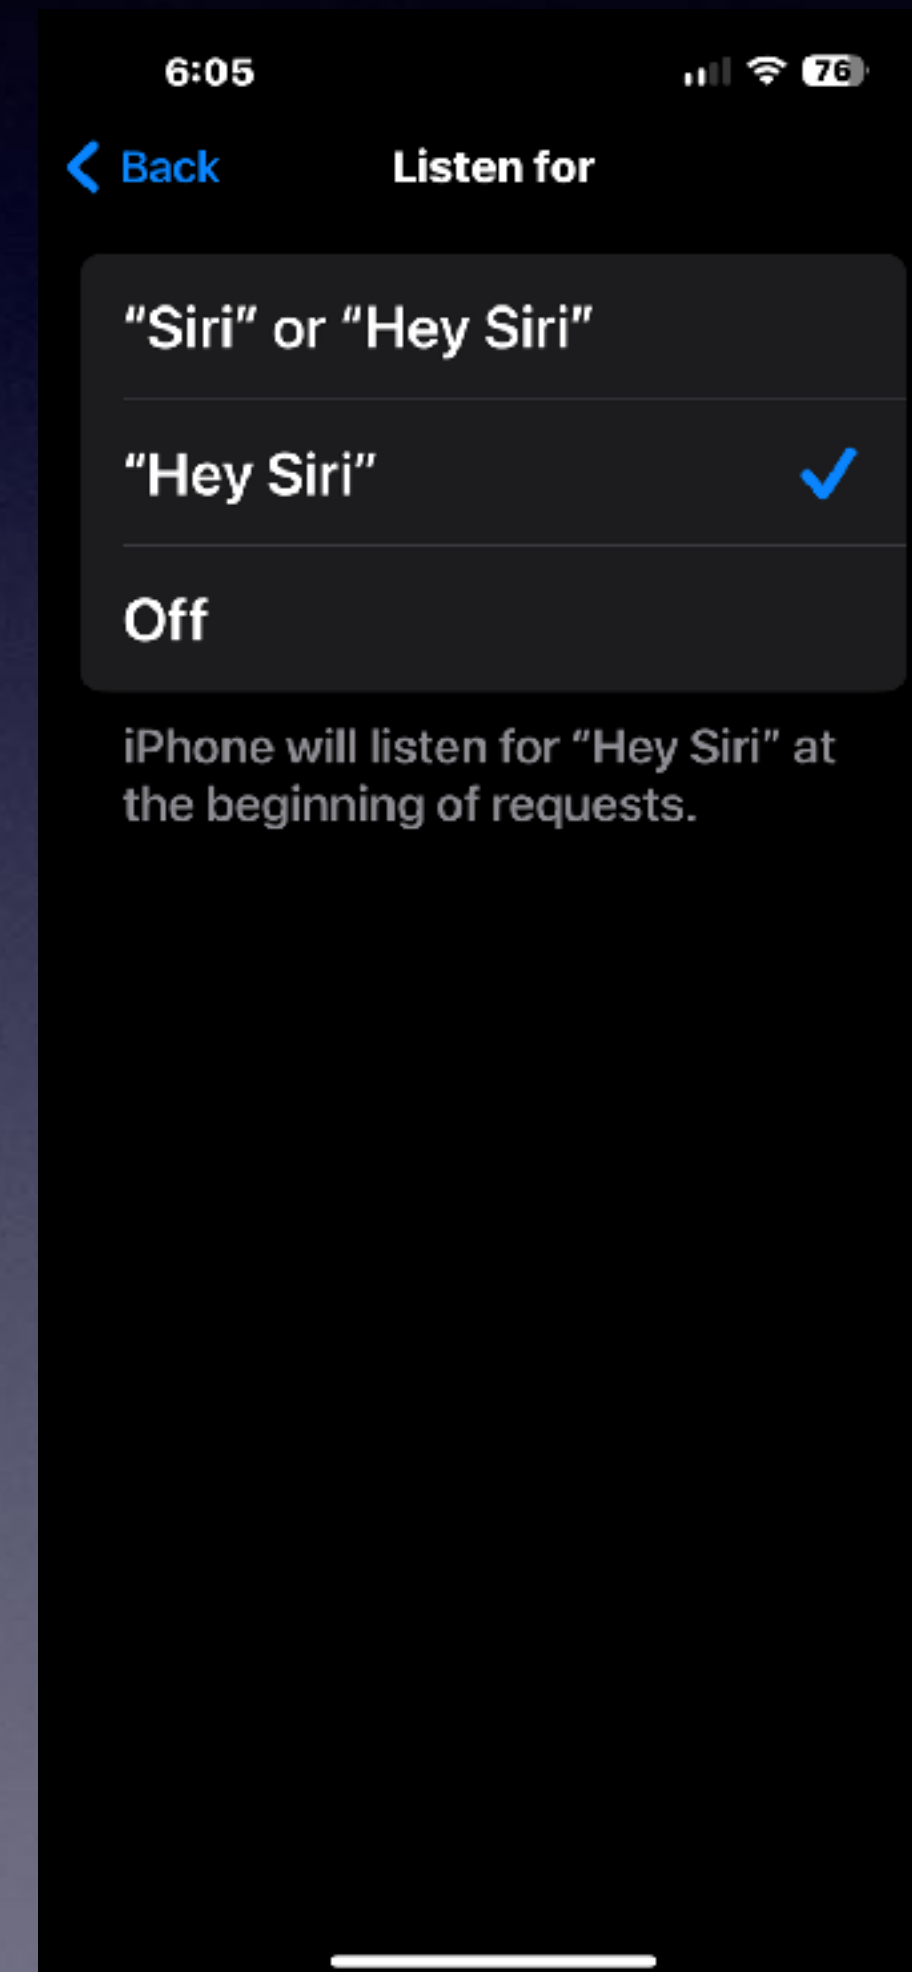 6:05 76
Back Listen for
“Siri” or “Hey Siri”
“Hey Siri”
Off
iPhone will listen for “Hey Siri” at
the beginning of requests.